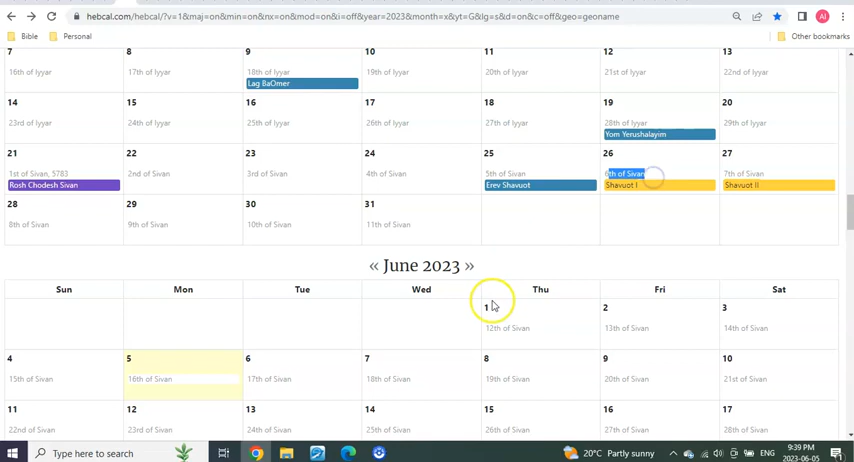 hebcal.com/hebcal/?v=1&maj=on&min=on&nx=on&mod=on&i=off&year=2023&month=x&yt=G&lg=s&d=on&c=off&geo=geoname
AI
Bible Personal Other bookmarks
7 8 9 10 11 12 13
16th of Iyyar 17th of Iyyar 18th of Iyyar 19th of Iyyar 20th of Iyyar 21st of Iyyar 22nd of Iyyar
Lag BaOmer
14 15 16 17 18 19 20
23rd of Iyyar 24th of Iyyar 25th of Iyyar 26th of Iyyar 27th of Iyyar 28th of Iyyar 29th of Iyyar
Yom Yerushalayim
21 22 23 24 25 26 27
1st of Sivan, 5783 2nd of Sivan 3rd of Sivan 4th of Sivan 5th of Sivan 6th of Sivan 7th of Sivan
Rosh Chodesh Sivan Erev Shavuot Shavuot I Shavuot II
28 29 30 31
8th of Sivan 9th of Sivan 10th of Sivan 11th of Sivan
« June 2023 »
Sun Mon Tue Wed Thu Fri Sat
1 2 3
12th of Sivan 13th of Sivan 14th of Sivan
4 5 6 7 8 9 10
15th of Sivan 16th of Sivan 17th of Sivan 18th of Sivan 19th of Sivan 20th of Sivan 21st of Sivan
11 12 13 14 15 16 17
22nd of Sivan 23rd of Sivan 24th of Sivan 25th of Sivan 26th of Sivan 27th of Sivan 28th of Sivan
Type here to search
20°C Partly sunny
ENG
9:39 PM
2023-06-05